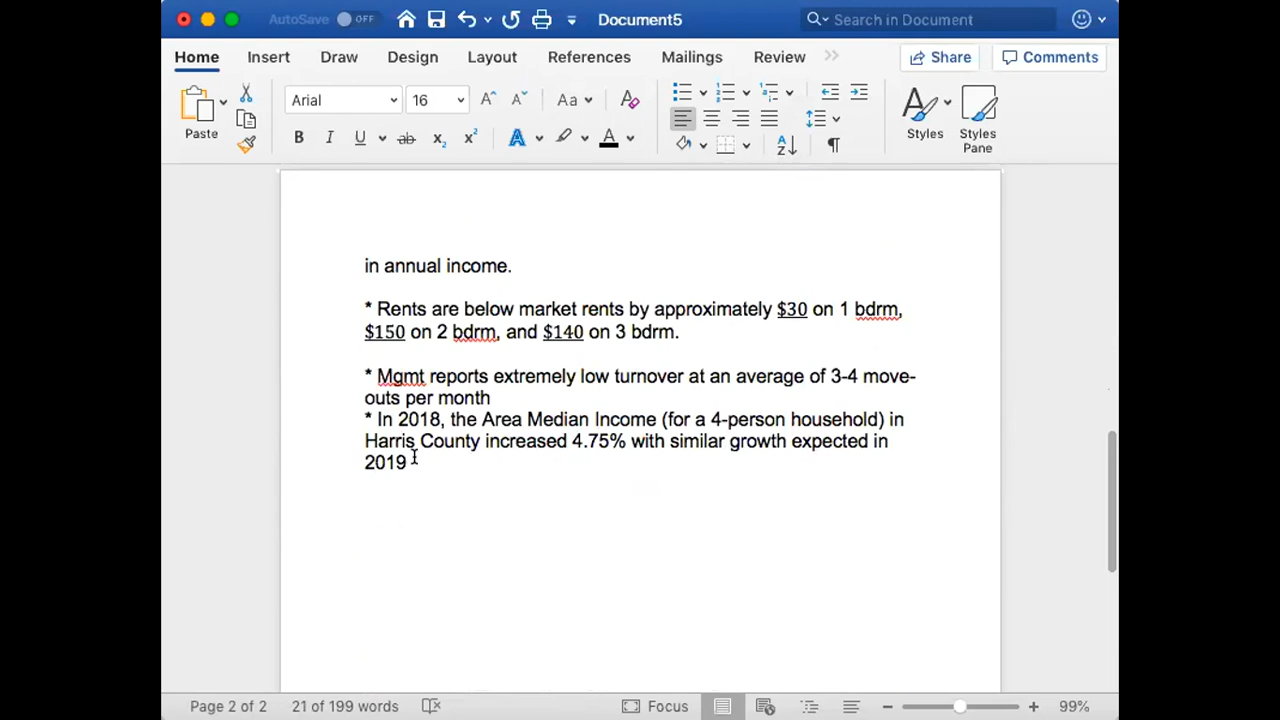 AutoSave OFF Document5 Search in Document
Home Insert Draw Design Layout References Mailings Review Share Comments
Arial 16 Aa
Paste B I U ab x2 x2 A A Styles Styles Pane
in annual income.
* Rents are below market rents by approximately $30 on 1 bdrm,
$150 on 2 bdrm, and $140 on 3 bdrm.
* Mgmt reports extremely low turnover at an average of 3-4 move-
outs per month
* In 2018, the Area Median Income (for a 4-person household) in
Harris County increased 4.75% with similar growth expected in
2019
Page 2 of 2 21 of 199 words Focus 99%